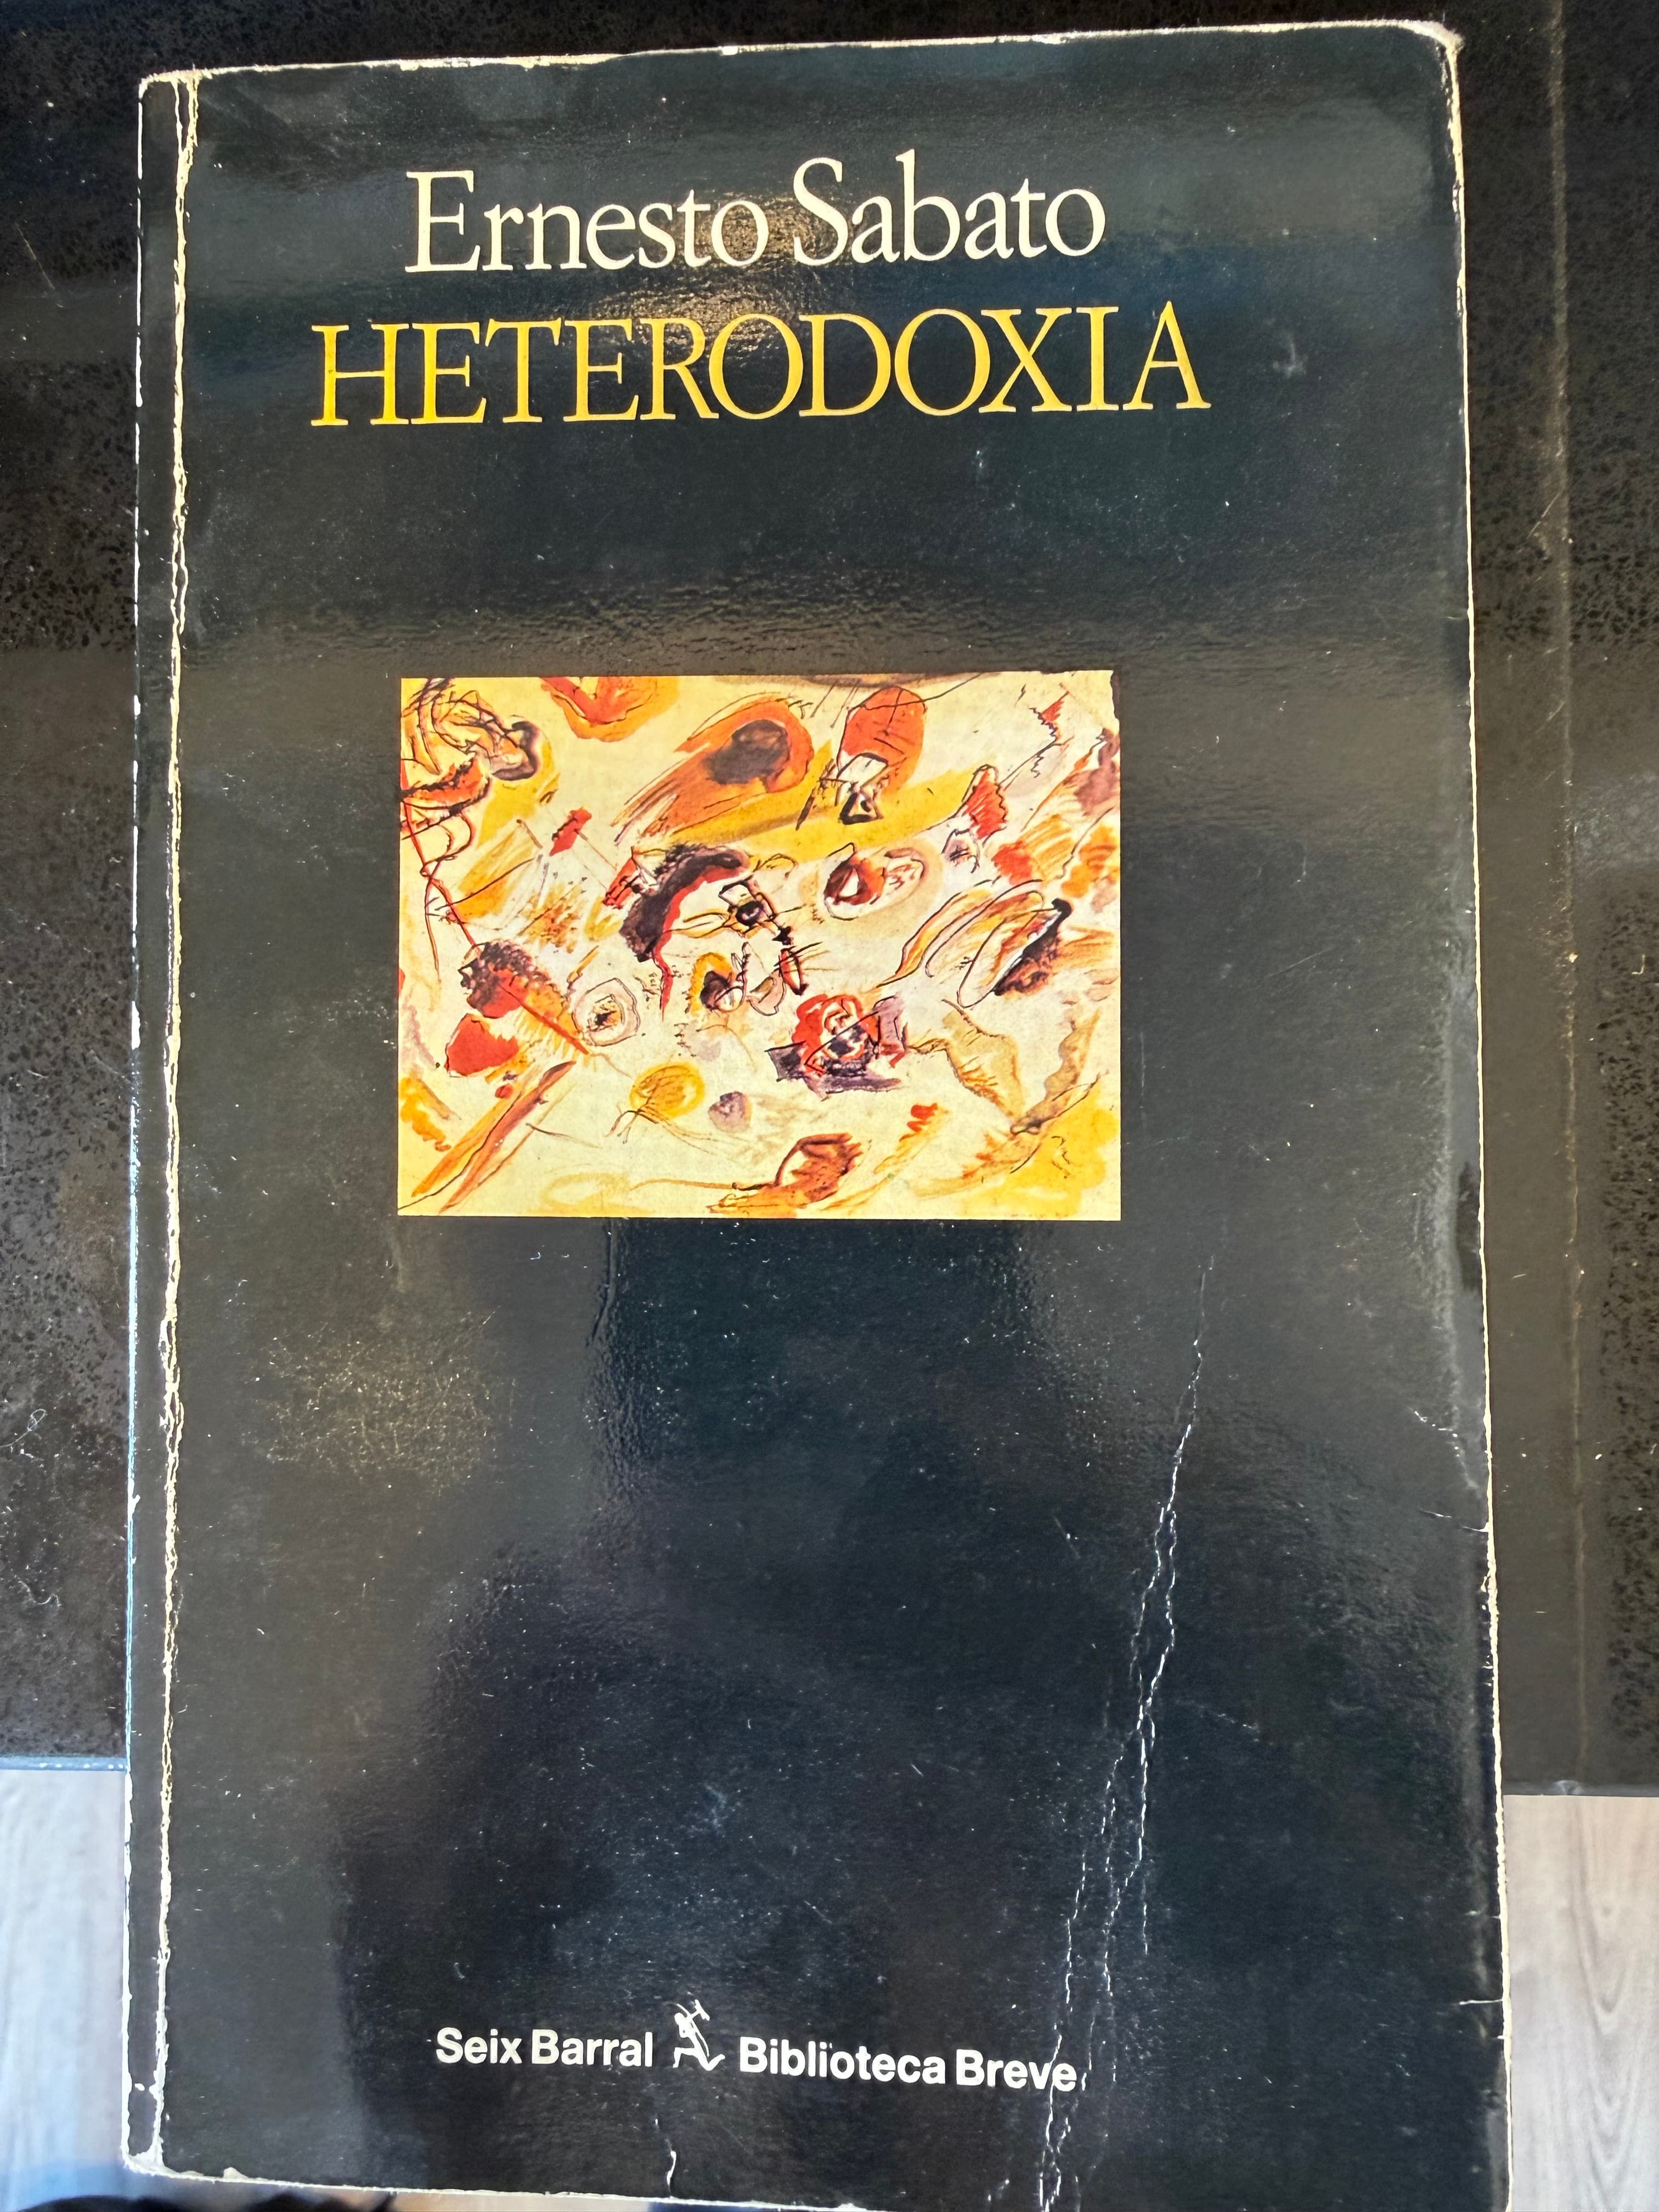 Ernesto Sabato
HETERODOXIA
Seix Barral Biblioteca Breve